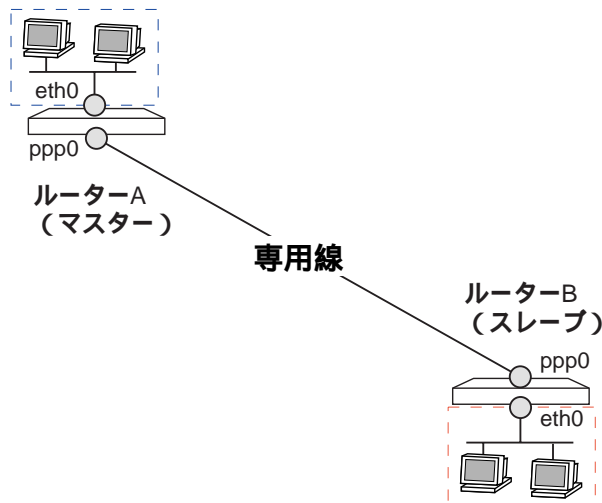 eth0
ppp0
ルーターA
（マスター）
専用線
ルーターB
（スレーブ）
ppp0
eth0